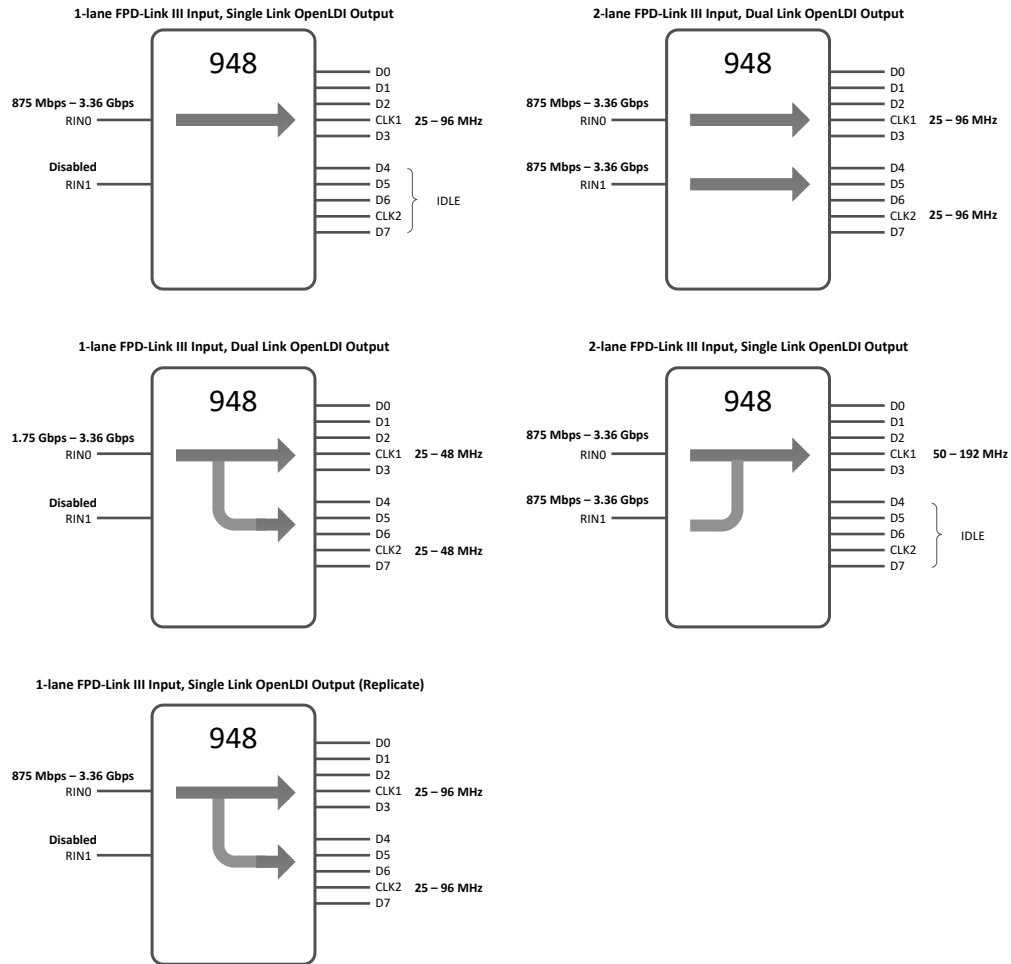 1-lane FPD-Link III Input, Single Link OpenLDI Output
948
875 Mbps – 3.36 Gbps
RIN0
Disabled
RIN1
D0
D1
D2
CLK1 25 – 96 MHz
D3
D4
D5
D6
CLK2
D7
IDLE
2-lane FPD-Link III Input, Dual Link OpenLDI Output
948
875 Mbps – 3.36 Gbps
RIN0
875 Mbps – 3.36 Gbps
RIN1
D0
D1
D2
CLK1 25 – 96 MHz
D3
D4
D5
D6
CLK2 25 – 96 MHz
D7
1-lane FPD-Link III Input, Dual Link OpenLDI Output
948
1.75 Gbps – 3.36 Gbps
RIN0
Disabled
RIN1
D0
D1
D2
CLK1 25 – 48 MHz
D3
D4
D5
D6
CLK2 25 – 48 MHz
D7
2-lane FPD-Link III Input, Single Link OpenLDI Output
948
875 Mbps – 3.36 Gbps
RIN0
875 Mbps – 3.36 Gbps
RIN1
D0
D1
D2
CLK1 50 – 192 MHz
D3
D4
D5
D6
CLK2
D7
IDLE
1-lane FPD-Link III Input, Single Link OpenLDI Output (Replicate)
948
875 Mbps – 3.36 Gbps
RIN0
Disabled
RIN1
D0
D1
D2
CLK1 25 – 96 MHz
D3
D4
D5
D6
CLK2 25 – 96 MHz
D7